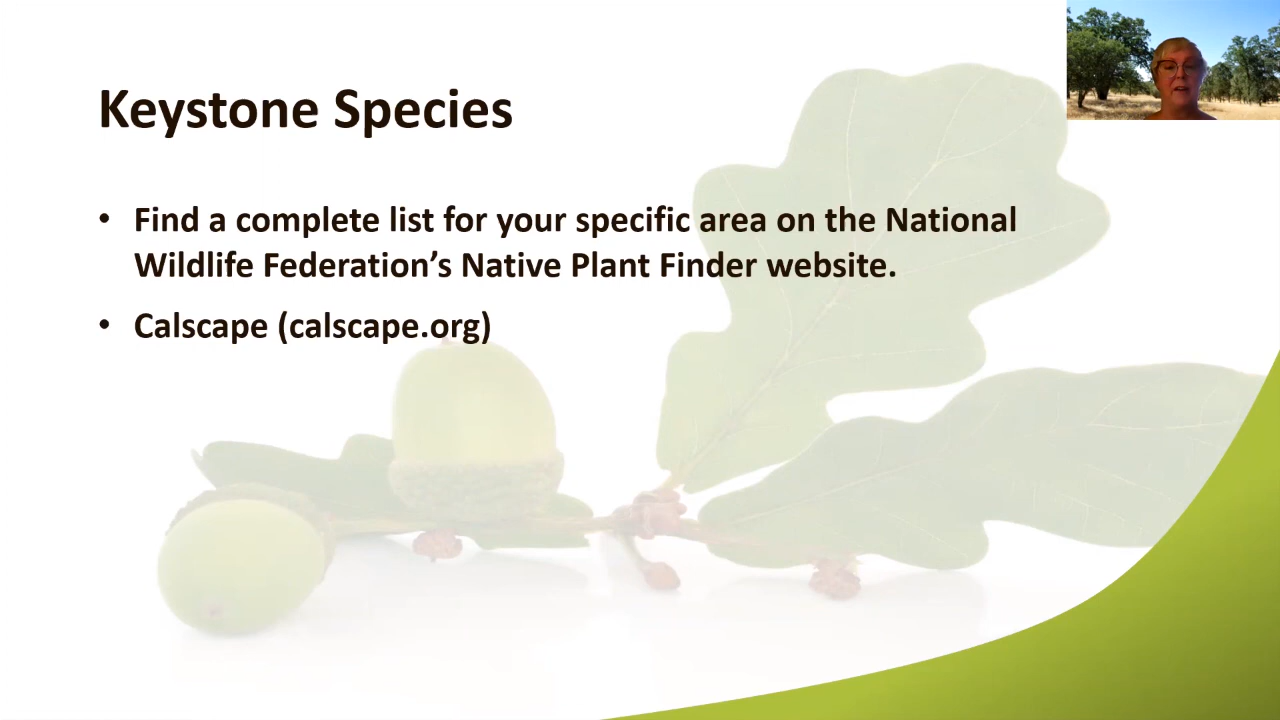 Keystone Species
• Find a complete list for your specific area on the National
Wildlife Federation’s Native Plant Finder website.
• Calscape (calscape.org)